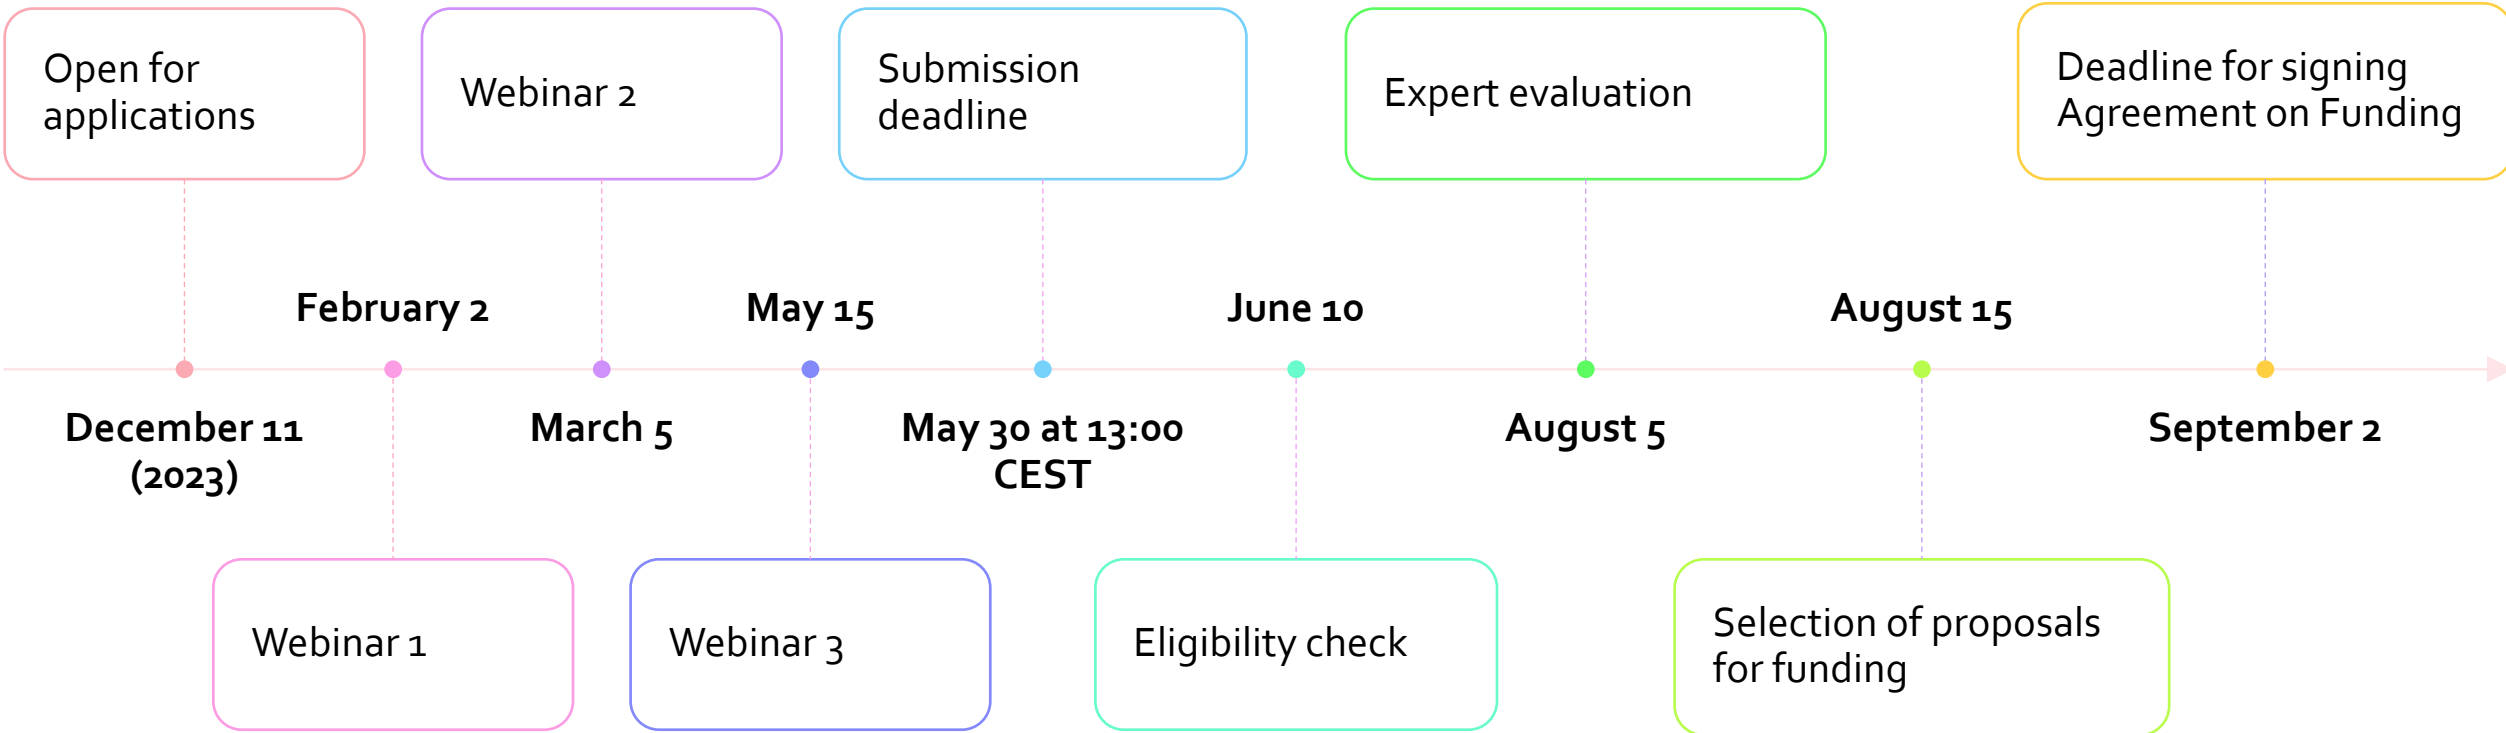 Open for
applications
Webinar 2
Submission
deadline
Expert evaluation
Deadline for signing
Agreement on Funding
February 2
May 15
June 10
August 15
December 11
(2023)
March 5
May 30 at 13:00
CEST
August 5
September 2
Webinar 1
Webinar 3
Eligibility check
Selection of proposals
for funding